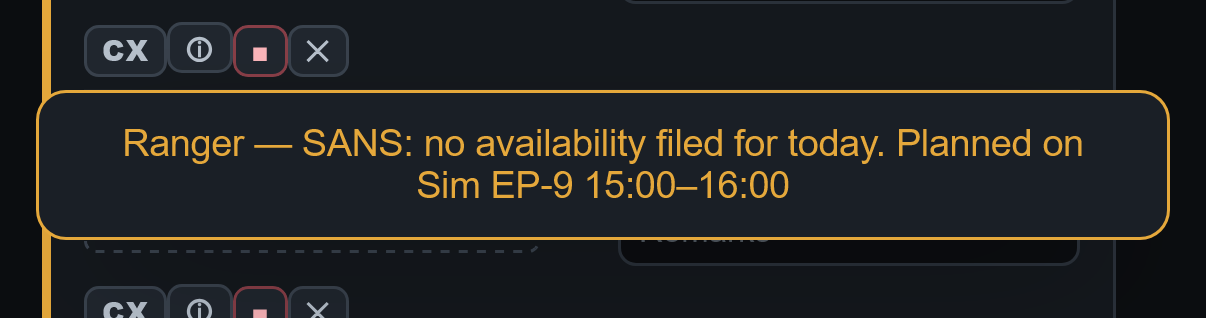 CX
Ranger — SANS: no availability filed for today. Planned on
Sim EP-9 15:00–16:00
CX